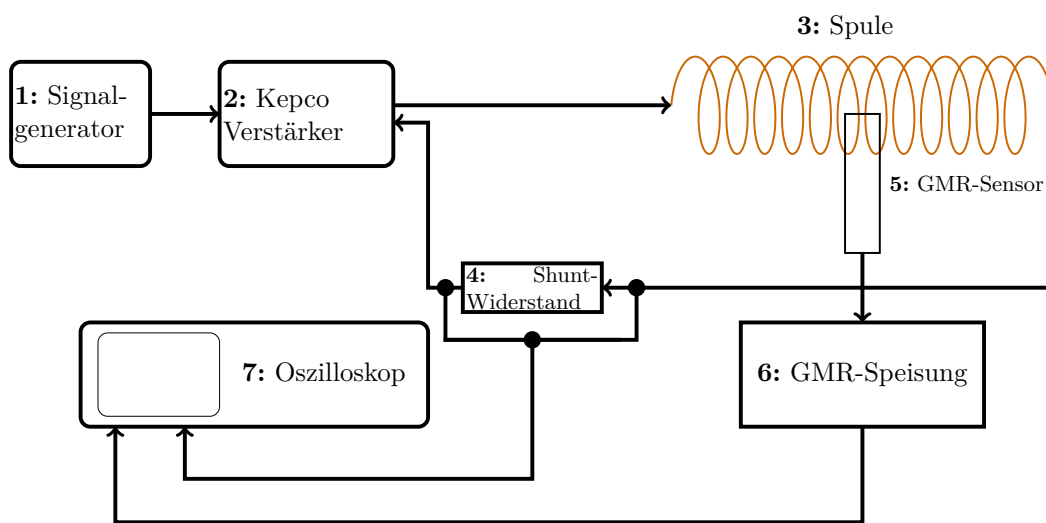 3: Spule
1: Signal-
generator
2: Kepco
Verstärker
5: GMR-Sensor
4: Shunt-
Widerstand
7: Oszilloskop
6: GMR-Speisung